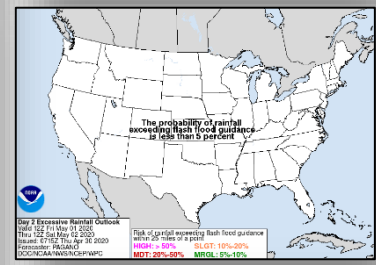 The probability of rainfall
exceeding flash flood guidance
is less than 5 percent
NOAA
Day 2 Excessive Rainfall Outlook
Valid 12Z Fri May 01 2020
Thru 12Z Sat May 02 2020
Issued: 0715Z Thu Apr 30 2020
Forecaster: PAGANO
DOC/NOAA/NWS/NCEP/WPC
Risk of rainfall exceeding flash flood guidance
within 25 miles of a point
HIGH: > 50% SLGT: 10%-20%
MDT: 20%-50% MRGL: 5%-10%